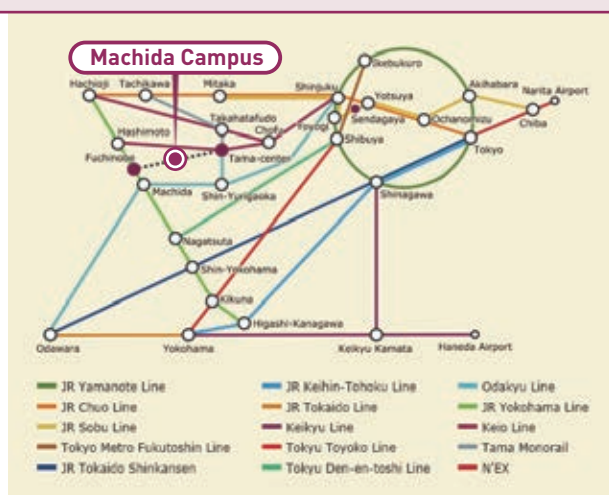 Machida Campus
Ikebukuro
Hachioji
Tachikawa
Mitaka
Shinjuku
Yotsuya
Akihabara
Narita Airport
Sendagaya
Yoyogi
Ochanomizu
Chiba
Takahatafudo
Hashimoto
Chofu
Shibuya
Tokyo
Fuchinobe
Tama-center
Machida
Shin-Yurigaoka
Shinagawa
Nagatsuta
Shin-Yokohama
Kikuna
Higashi-Kanagawa
Odawara
Yokohama
Keikyu Kamata
Haneda Airport
JR Yamanote Line
JR Chuo Line
JR Sobu Line
Tokyo Metro Fukutoshin Line
JR Tokaido Shinkansen
JR Keihin-Tohoku Line
JR Tokaido Line
Keikyu Line
Tokyu Toyoko Line
Tokyu Den-en-toshi Line
Odakyu Line
JR Yokohama Line
Keio Line
Tama Monorail
N'EX